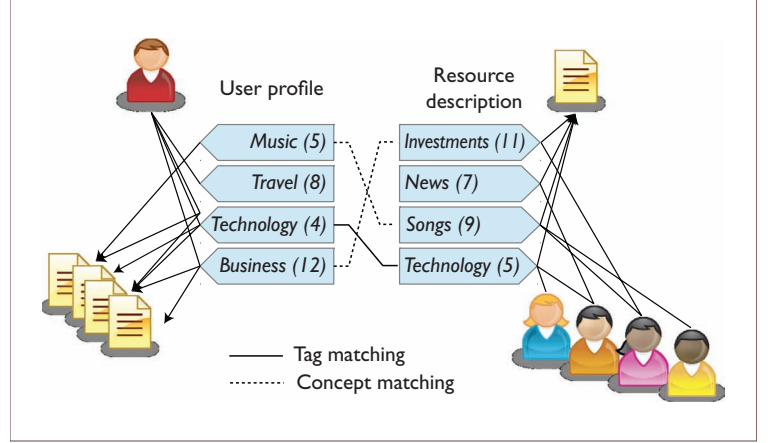 User profile
Resource
description
Music (5)
Travel (8)
Technology (4)
Business (12)
Investments (11)
News (7)
Songs (9)
Technology (5)
Tag matching
Concept matching